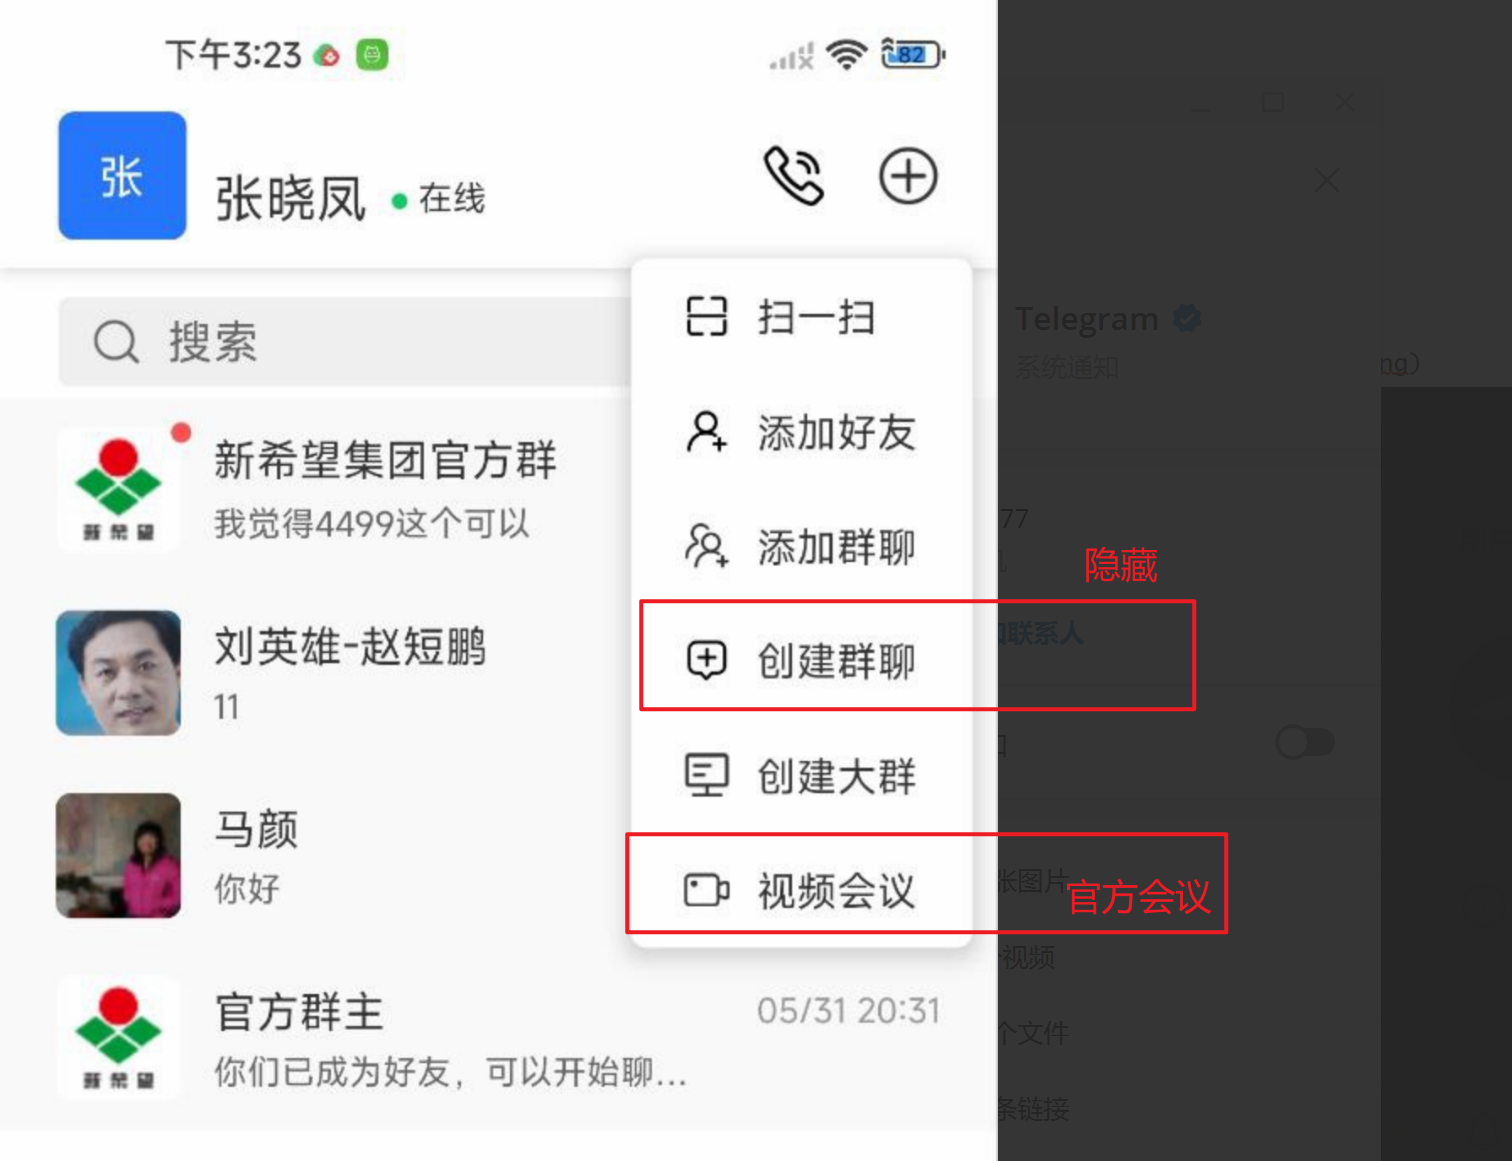 下午3:23
82
张
张晓凤
在线
搜索
扫一扫
添加好友
添加群聊
创建群聊
创建大群
视频会议
新希望集团官方群
我觉得4499这个可以
新希望
刘英雄-赵短鹏
11
马颜
你好
官方群主
05/31 20:31
你们已成为好友，可以开始聊...
新希望
Telegram
系统通知
ng)
77
隐藏
联系人
张图片
官方会议
视频
个文件
条链接